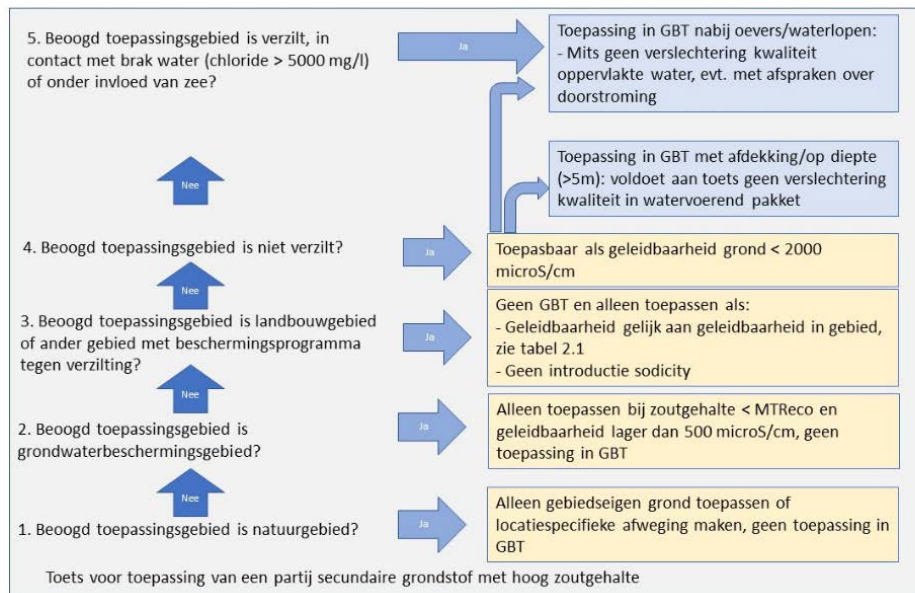 5. Beoogd toepassingsgebied is verzilt, in
contact met brak water (chloride > 5000 mg/l)
of onder invloed van zee?
Ja
Toepassing in GBT nabij oevers/waterlopen:
- Mits geen verslechtering kwaliteit
oppervlakte water, evt. met afspraken over
doorstroming
Nee
Toepassing in GBT met afdekking/op diepte
(>5m): voldoet aan toets geen verslechtering
kwaliteit in watervoerend pakket
4. Beoogd toepassingsgebied is niet verzilt?
Ja
Toepasbaar als geleidbaarheid grond < 2000
microS/cm
Nee
3. Beoogd toepassingsgebied is landbouwgebied
of ander gebied met beschermingsprogramma
tegen verzilting?
Ja
Geen GBT en alleen toepassen als:
- Geleidbaarheid gelijk aan geleidbaarheid in gebied,
zie tabel 2.1
- Geen introductie sodicity
Nee
2. Beoogd toepassingsgebied is
grondwaterbeschermingsgebied?
Ja
Alleen toepassen bij zoutgehalte < MTReco en
geleidbaarheid lager dan 500 microS/cm, geen
toepassing in GBT
Nee
1. Beoogd toepassingsgebied is natuurgebied?
Ja
Alleen gebiedseigen grond toepassen of
locatiespecifieke afweging maken, geen toepassing in
GBT
Toets voor toepassing van een partij secundaire grondstof met hoog zoutgehalte